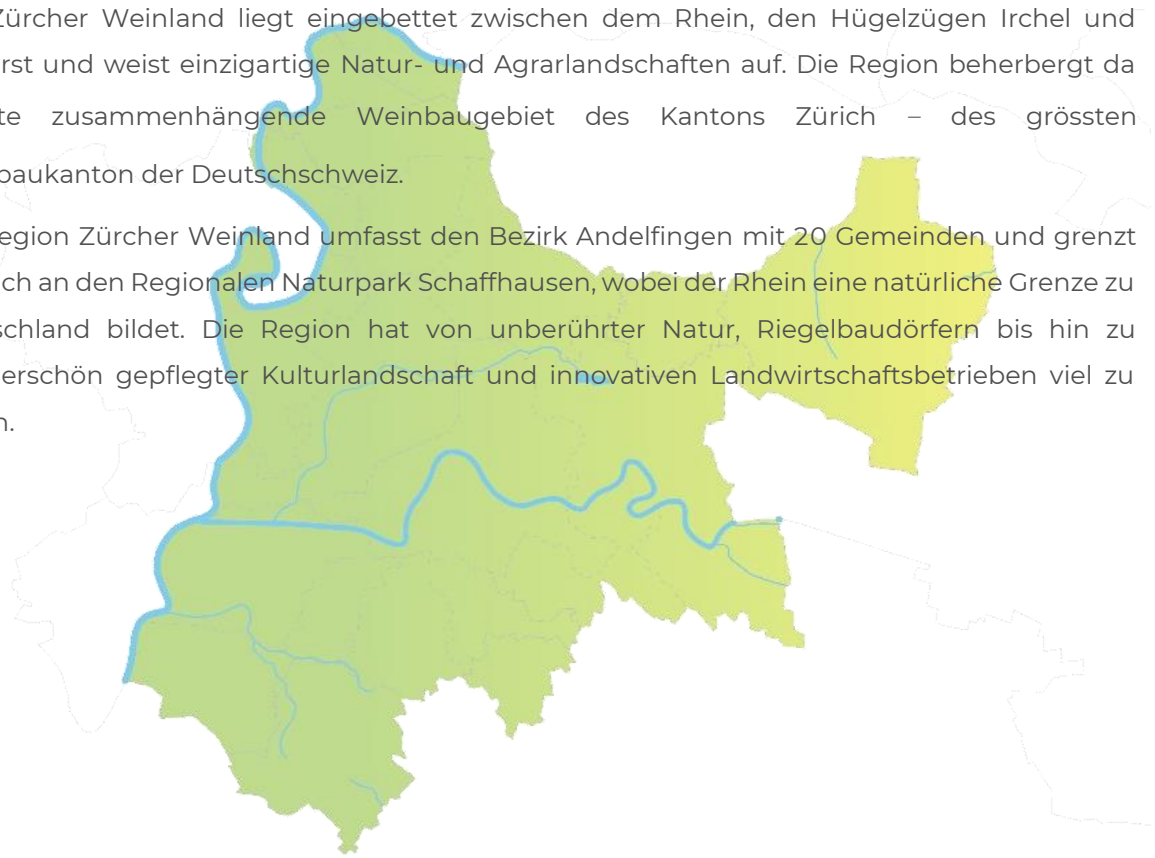 Zürcher Weinland liegt eingebettet zwischen dem Rhein, den Hügelzügen Irchel und
rst und weist einzigartige Natur- und Agrarlandschaften auf. Die Region beherbergt da
te zusammenhängende Weinbaugebiet des Kantons Zürich – des grössten
baukanton der Deutschschweiz.
egion Zürcher Weinland umfasst den Bezirk Andelfingen mit 20 Gemeinden und grenzt
ch an den Regionalen Naturpark Schaffhausen, wobei der Rhein eine natürliche Grenze zu
schland bildet. Die Region hat von unberührter Natur, Riegelbaudörfern bis hin zu
erschön gepflegter Kulturlandschaft und innovativen Landwirtschaftsbetrieben viel zu
n.